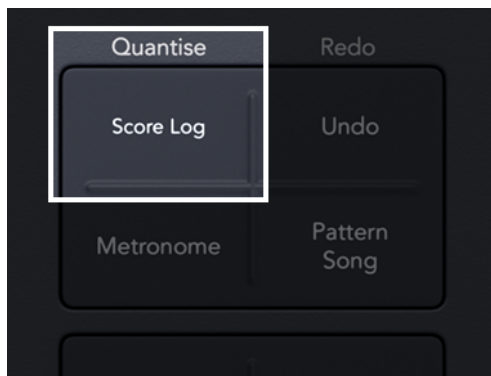 Quantise
Redo
Score Log
Undo
Metronome
Pattern
Song